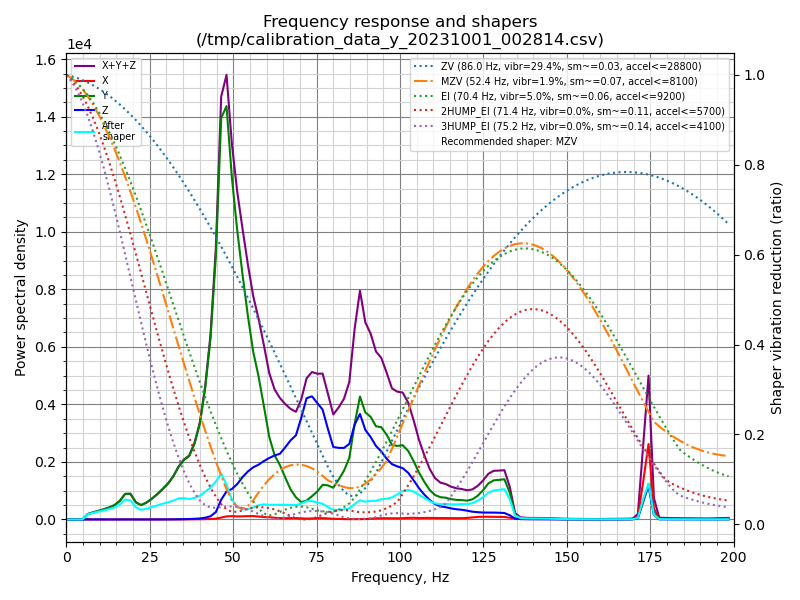 Frequency response and shapers
(/tmp/calibration_data_y_20231001_002814.csv)
1e4
X+Y+Z
X
Y
Z
After
shaper
ZV (86.0 Hz, vibr=29.4%, sm~=0.03, accel<=28800)
MZV (52.4 Hz, vibr=1.9%, sm~=0.07, accel<=8100)
EI (70.4 Hz, vibr=5.0%, sm~=0.06, accel<=9200)
2HUMP_EI (71.4 Hz, vibr=0.0%, sm~=0.11, accel<=5700)
3HUMP_EI (75.2 Hz, vibr=0.0%, sm~=0.14, accel<=4100)
Recommended shaper: MZV
Power spectral density
1.6
1.4
1.2
1.0
0.8
0.6
0.4
0.2
0.0
1.0
0.8
0.6
0.4
0.2
0.0
Shaper vibration reduction (ratio)
0 25 50 75 100 125 150 175 200
Frequency, Hz